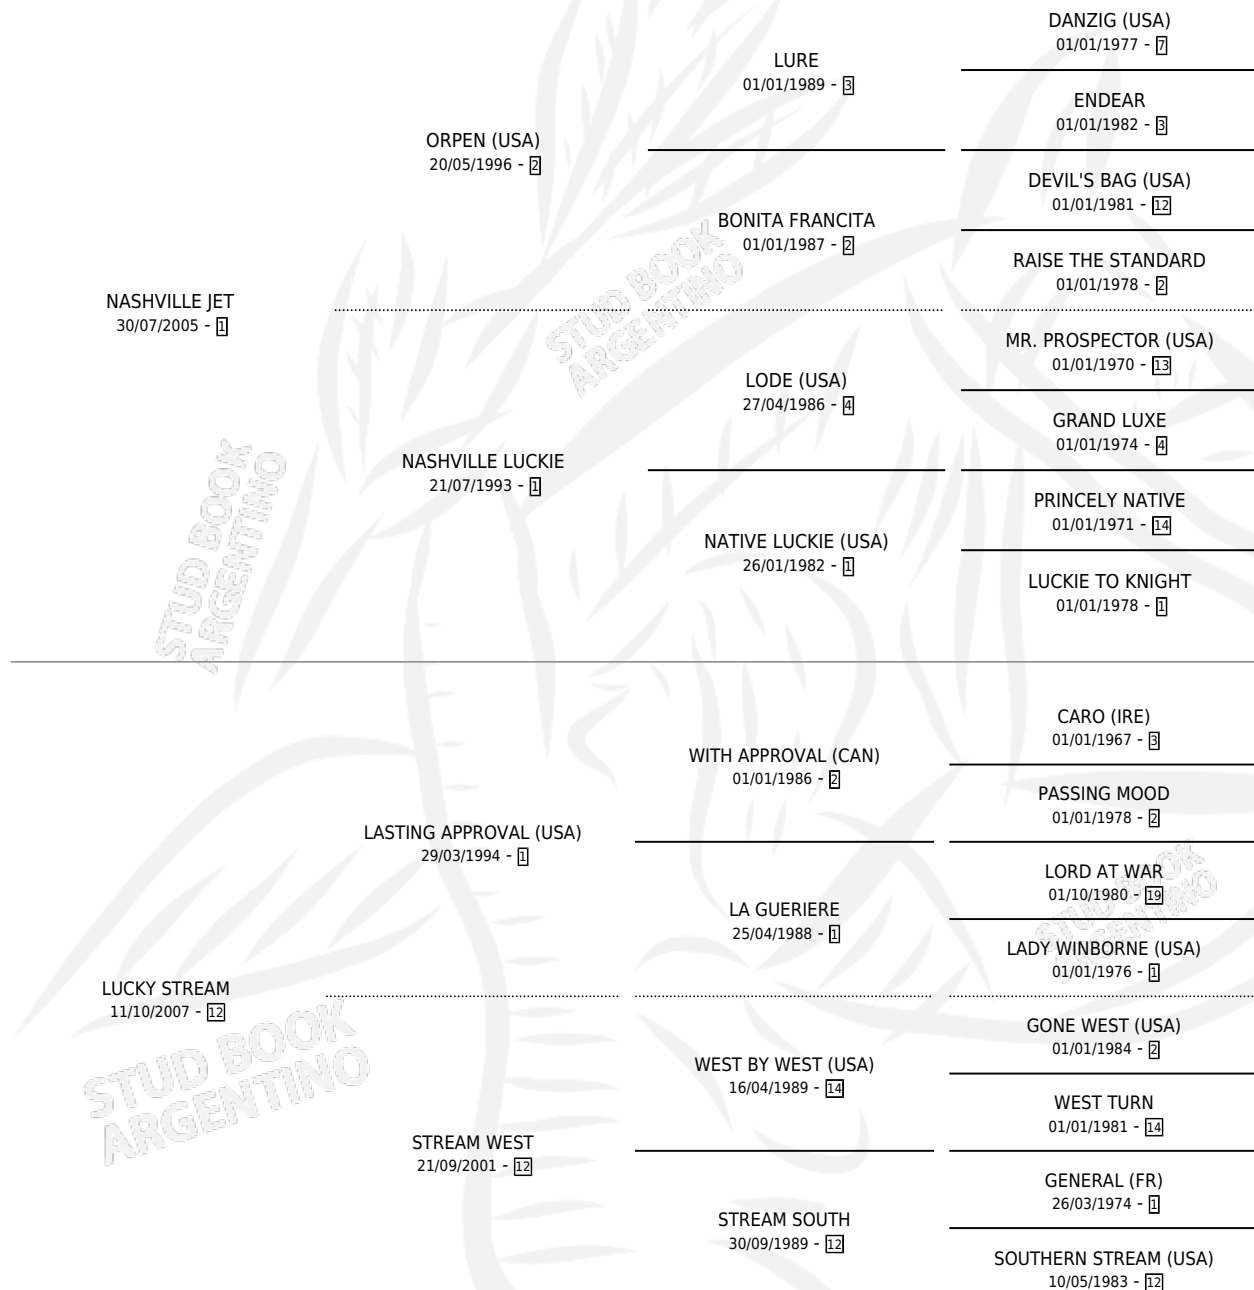 DANZIG (USA)
01/01/1977 - 7
LURE
01/01/1989 - 3
ENDEAR
01/01/1982 - 3
ORPEN (USA)
20/05/1996 - 2
DEVIL'S BAG (USA)
01/01/1981 - 12
BONITA FRANCITA
01/01/1987 - 2
RAISE THE STANDARD
01/01/1978 - 2
NASHVILLE JET
30/07/2005 - 1
MR. PROSPECTOR (USA)
01/01/1970 - 13
LODE (USA)
27/04/1986 - 4
GRAND LUXE
01/01/1974 - 4
NASHVILLE LUCKIE
21/07/1993 - 1
PRINCELY NATIVE
01/01/1971 - 14
NATIVE LUCKIE (USA)
26/01/1982 - 1
LUCKIE TO KNIGHT
01/01/1978 - 1
STUD BOOK
ARGENTINO
STUD BOOK
ARGENTINO
CARO (IRE)
01/01/1967 - 3
WITH APPROVAL (CAN)
01/01/1986 - 2
PASSING MOOD
01/01/1978 - 2
LASTING APPROVAL (USA)
29/03/1994 - 1
LORD AT WAR
01/10/1980 - 19
LA GUERIERE
25/04/1988 - 1
LADY WINBORNE (USA)
01/01/1976 - 1
STUD BOOK
ARGENTINO
LUCKY STREAM
11/10/2007 - 12
GONE WEST (USA)
01/01/1984 - 2
WEST BY WEST (USA)
16/04/1989 - 14
WEST TURN
01/01/1981 - 14
STREAM WEST
21/09/2001 - 12
GENERAL (FR)
26/03/1974 - 1
STREAM SOUTH
30/09/1989 - 12
SOUTHERN STREAM (USA)
10/05/1983 - 12
STUD BOOK
ARGENTINO